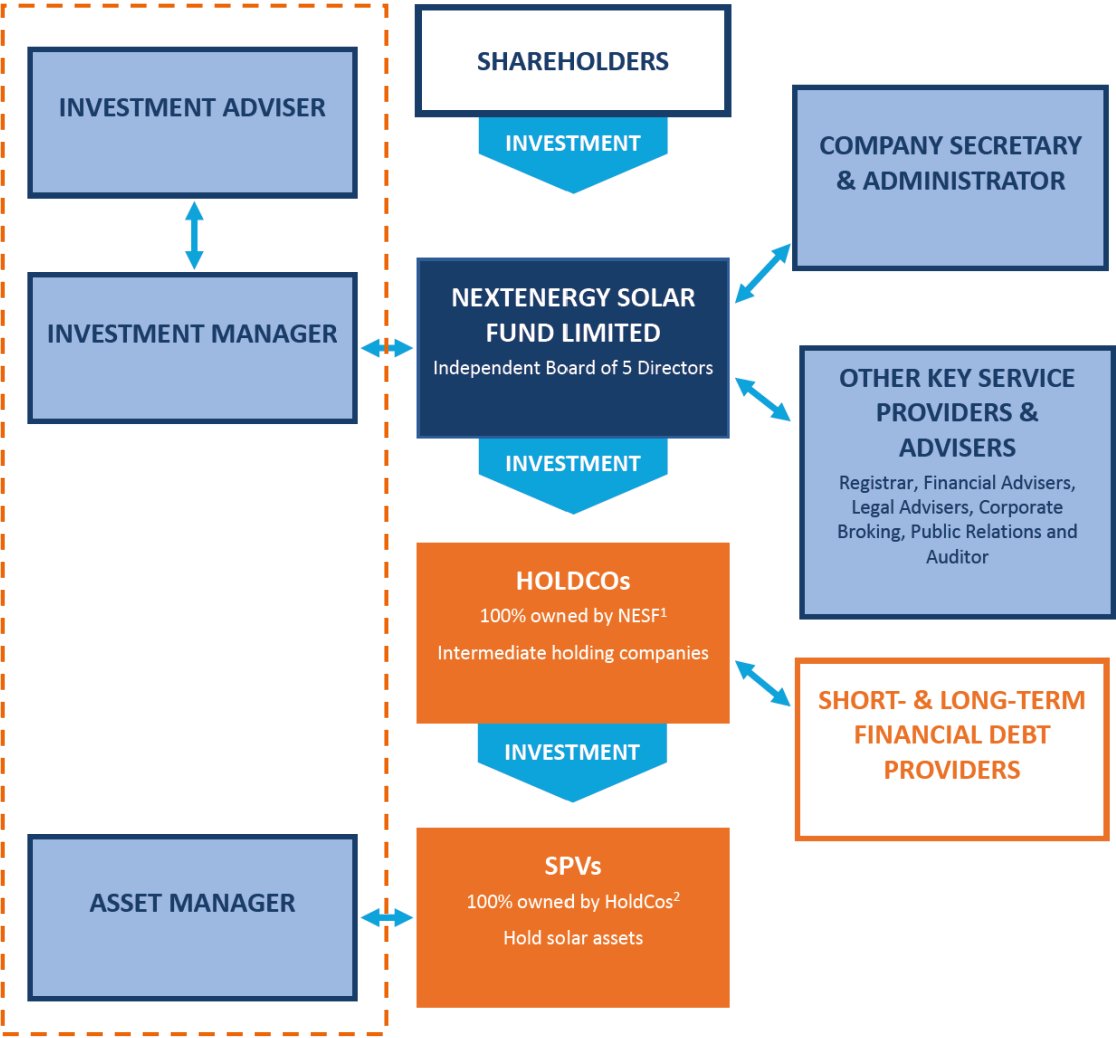 INVESTMENT ADVISER
INVESTMENT MANAGER
ASSET MANAGER
SHAREHOLDERS
INVESTMENT
NEXTENERGY SOLAR
FUND LIMITED
Independent Board of 5 Directors
INVESTMENT
HOLDCOs
100% owned by NESF¹
Intermediate holding companies
INVESTMENT
SPVs
100% owned by HoldCos²
Hold solar assets
COMPANY SECRETARY
& ADMINISTRATOR
OTHER KEY SERVICE
PROVIDERS &
ADVISERS
Registrar, Financial Advisers,
Legal Advisers, Corporate
Broking, Public Relations and
Auditor
SHORT- & LONG-TERM
FINANCIAL DEBT
PROVIDERS